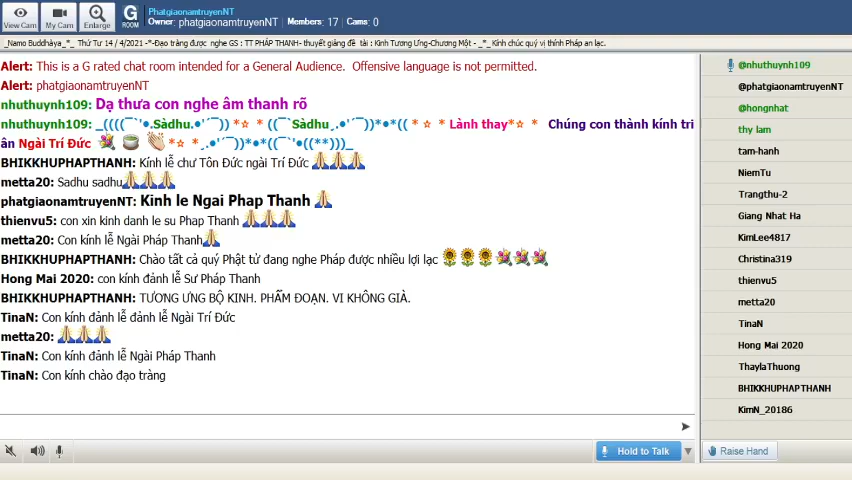 View Cam
My Cam
Enlarge
G
ROOM
PhatgiaonamtruyenNT
Owner: phatgiaonamtruyenNT Members: 17 Cams: 0
_Namo Buddhàya_*_ Thứ Tư 14 / 4/2021 -*-Đạo tràng được nghe GS : TT PHÁP THANH- thuyết giảng đề tài : Kinh Tương Ưng-Chương Một - _*_Kính chúc quý vị thính Pháp an lạc.
Alert: This is a G rated chat room intended for a General Audience. Offensive language is not permitted.
Alert: phatgiaonamtruyenNT
nhuthuynh109: Dạ thưa con nghe âm thanh rõ
nhuthuynh109: _((((¯`'•.Sàdhu.•'´¯)) *☆ * ((¯`Sàdhu¸.•'´¯))*•*(( * ☆ * Lành thay*☆ * Chúng con thành kính tri
ân Ngài Trí Đức *☆ *¸.•'´¯))*•*((¯`'•((**)))_
BHIKKHUPHAPTHANH: Kính lễ chư Tôn Đức ngài Trí Đức
metta20: Sadhu sadhu
phatgiaonamtruyenNT: Kinh le Ngai Phap Thanh
thienvu5: con xin kinh danh le su Phap Thanh
metta20: Con kính lễ Ngài Pháp Thanh
BHIKKHUPHAPTHANH: Chào tất cả quý Phật tử đang nghe Pháp được nhiều lợi lạc
Hong Mai 2020: con kính đảnh lễ Sư Pháp Thanh
BHIKKHUPHAPTHANH: TƯƠNG ƯNG BỘ KINH. PHẨM ĐOẠN. VI KHÔNG GIÀ.
TinaN: Con kính đảnh lễ đảnh lễ Ngài Trí Đức
metta20:
TinaN: Con kính đảnh lễ Ngài Pháp Thanh
TinaN: Con kính chào đạo tràng
Hold to Talk
@nhuthuynh109
@phatgiaonamtruyenNT
@hongnhat
thy lam
tam-hanh
NiemTu
Trangthu-2
Giang Nhat Ha
KimLee4817
Christina319
thienvu5
metta20
TinaN
Hong Mai 2020
ThaylaThuong
BHIKKHUPHAPTHANH
KimN_20186
Raise Hand